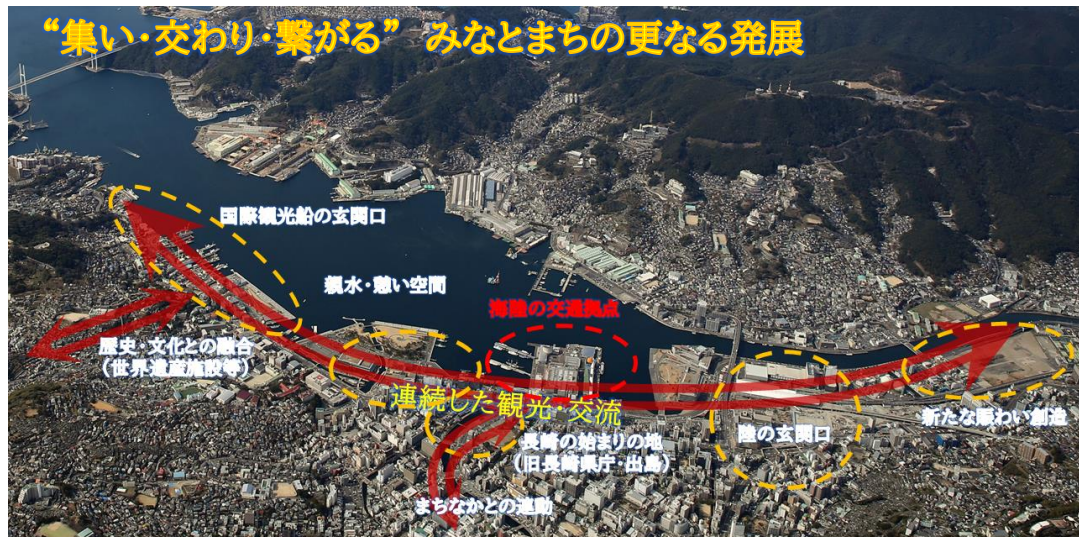 “集い・交わり・繋がる” みなとまちの更なる発展
国際観光船の玄関口
親水・憩い空間
海陸の交通拠点
歴史・文化との融合
(世界遺産施設等)
連続した観光・交流
新たな賑わい創造
陸の玄関口
長崎の始まりの地
(旧長崎県庁・出島)
まちなかとの連動